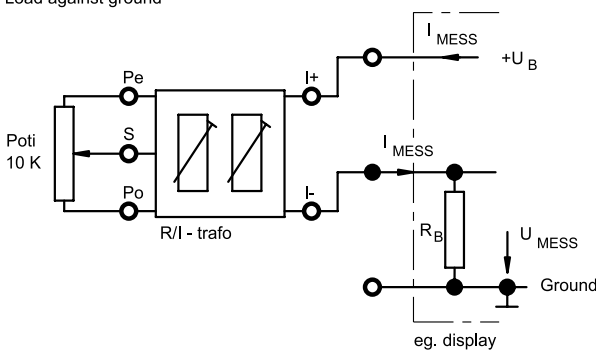 Load against ground
I MESS
+U B
Pe
I+
Poti
10 K
S
I MESS
Po
I-
R/I - trafo
R B
U MESS
Ground
eg. display